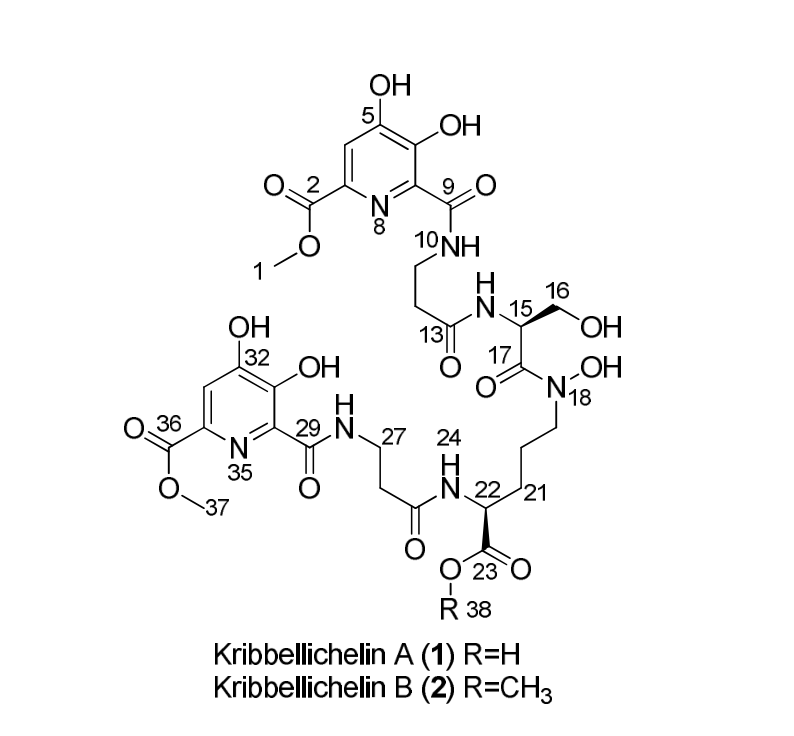 OH
5
OH
O
2
9
O
N
8
O
10
NH
1
H
N
15
16
OH
13
O
17
O
N
OH
18
OH
32
OH
36
O
N
35
29
H
N
27
24
H
N
22
21
O
37
O
O
O
23
O
R
38
Kribbellichelin A (1) R=H
Kribbellichelin B (2) R=CH₃